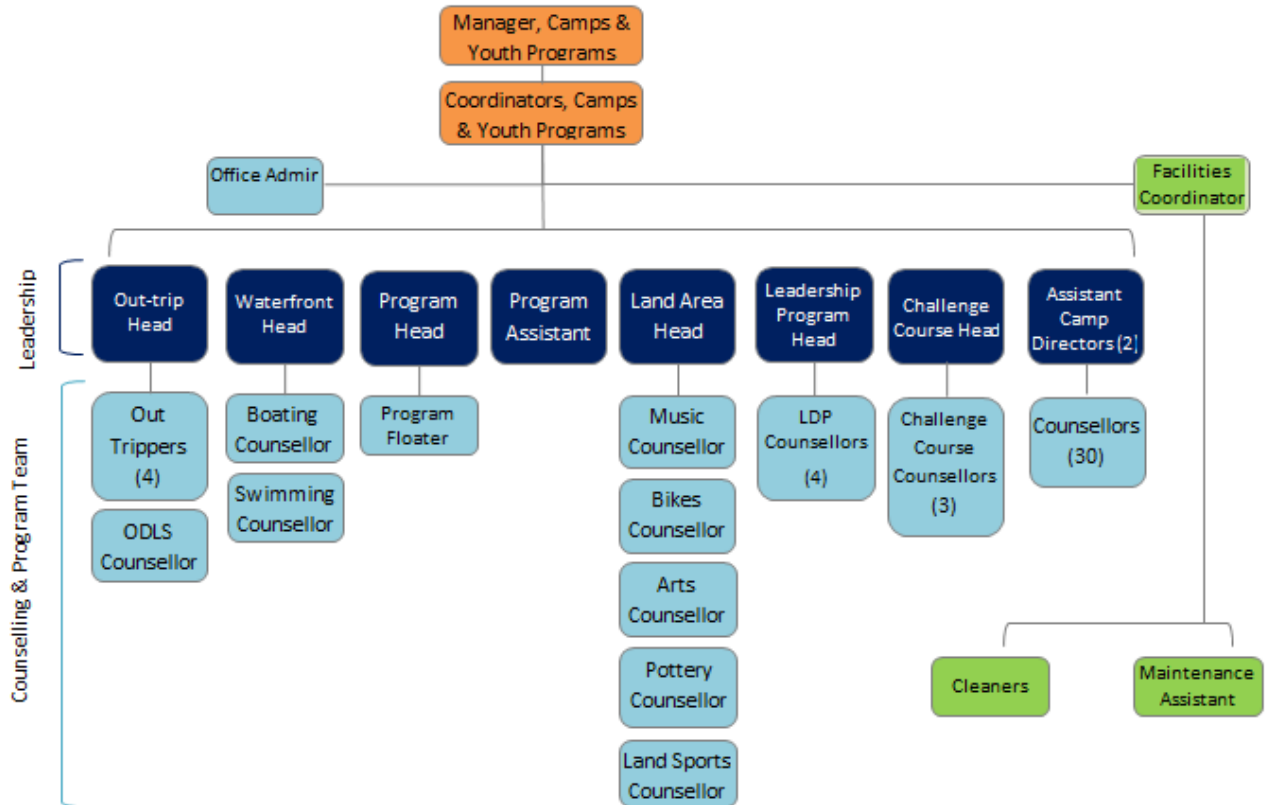 Manager, Camps &
Youth Programs
Coordinators, Camps
& Youth Programs
Office Admir
Facilities
Coordinator
Leadership
Out-trip
Head
Waterfront
Head
Program
Head
Program
Assistant
Land Area
Head
Leadership
Program
Head
Challenge
Course Head
Assistant
Camp
Directors (2)
Counselling & Program Team
Out
Trippers
(4)
ODLS
Counsellor
Boating
Counsellor
Swimming
Counsellor
Program
Floater
Music
Counsellor
Bikes
Counsellor
Arts
Counsellor
Pottery
Counsellor
Land Sports
Counsellor
LDP
Counsellors
(4)
Challenge
Course
Counsellors
(3)
Counsellors
(30)
Cleaners
Maintenance
Assistant